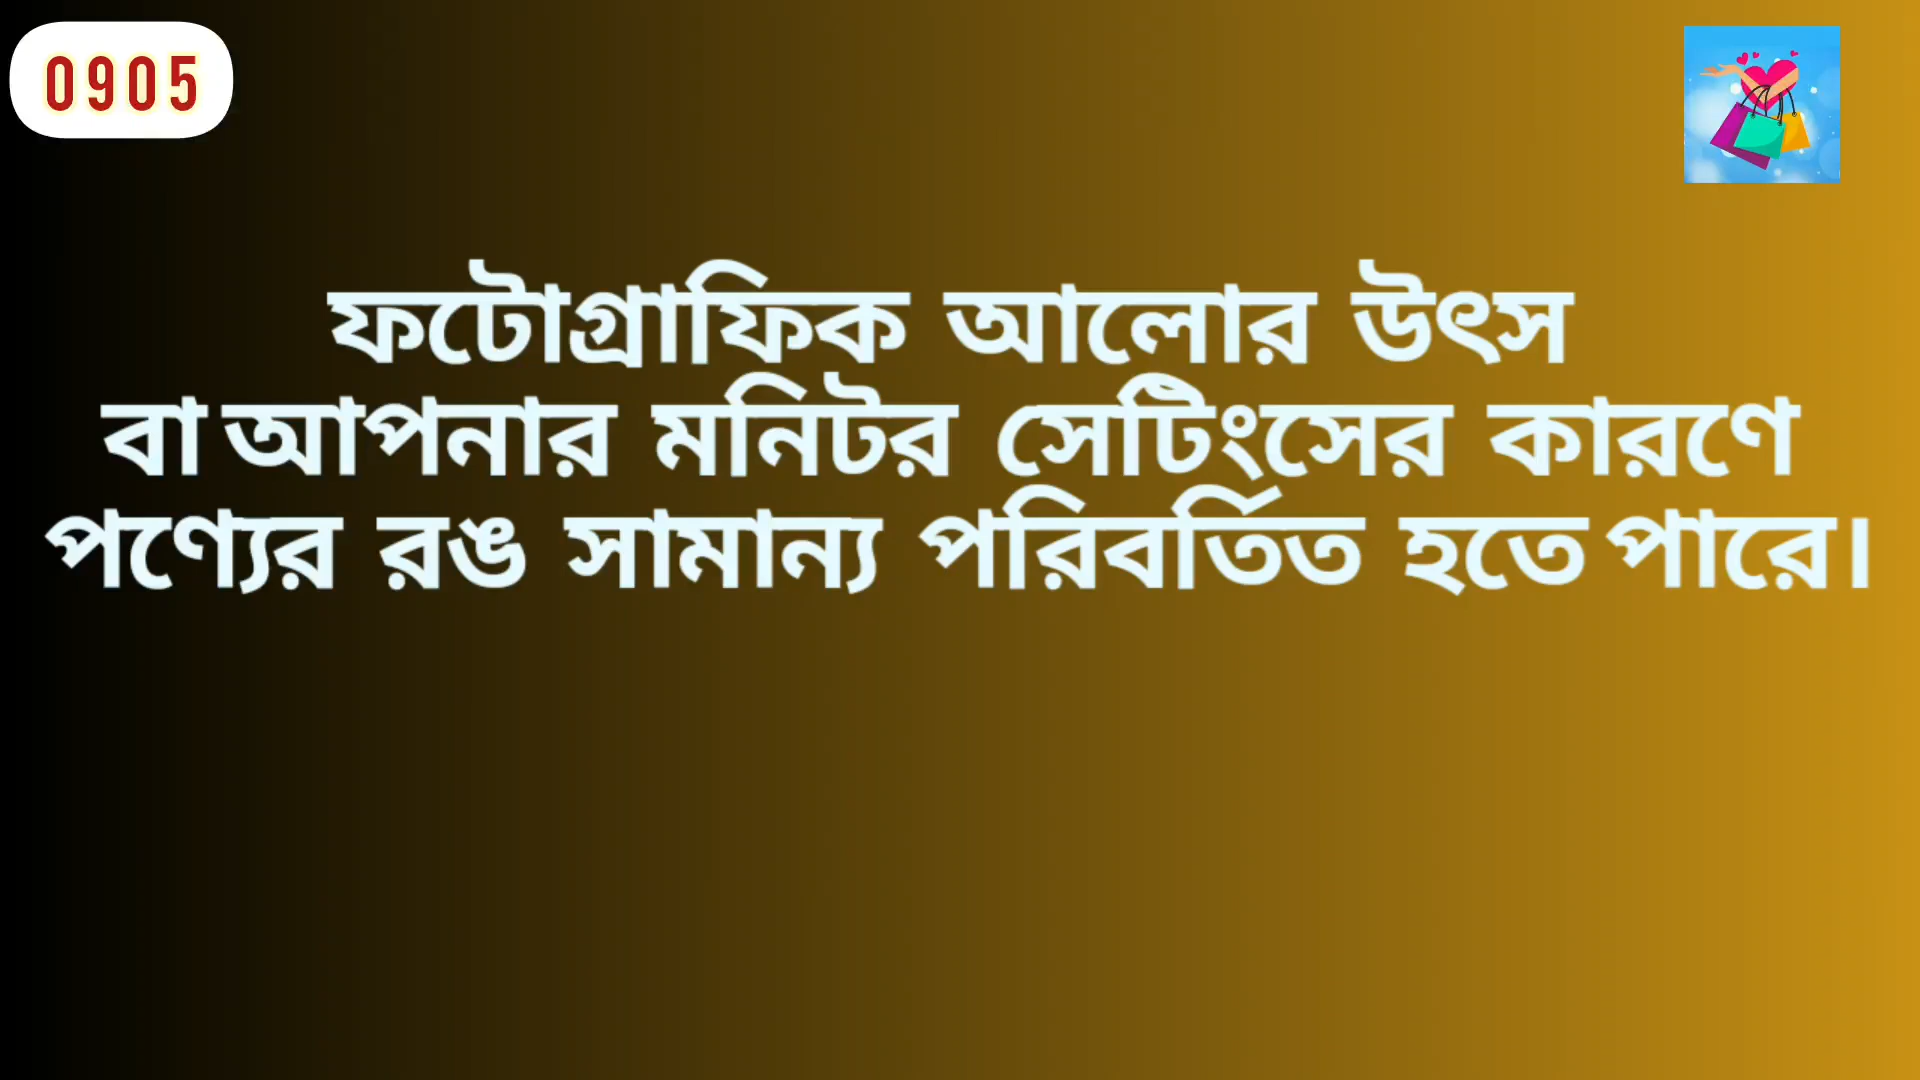 0905
ফটোগ্রাফিক আলোর উৎস
বা আপনার মনিটর সেটিংসের কারণে
পণ্যের রঙ সামান্য পরিবর্তিত হতে পারে।